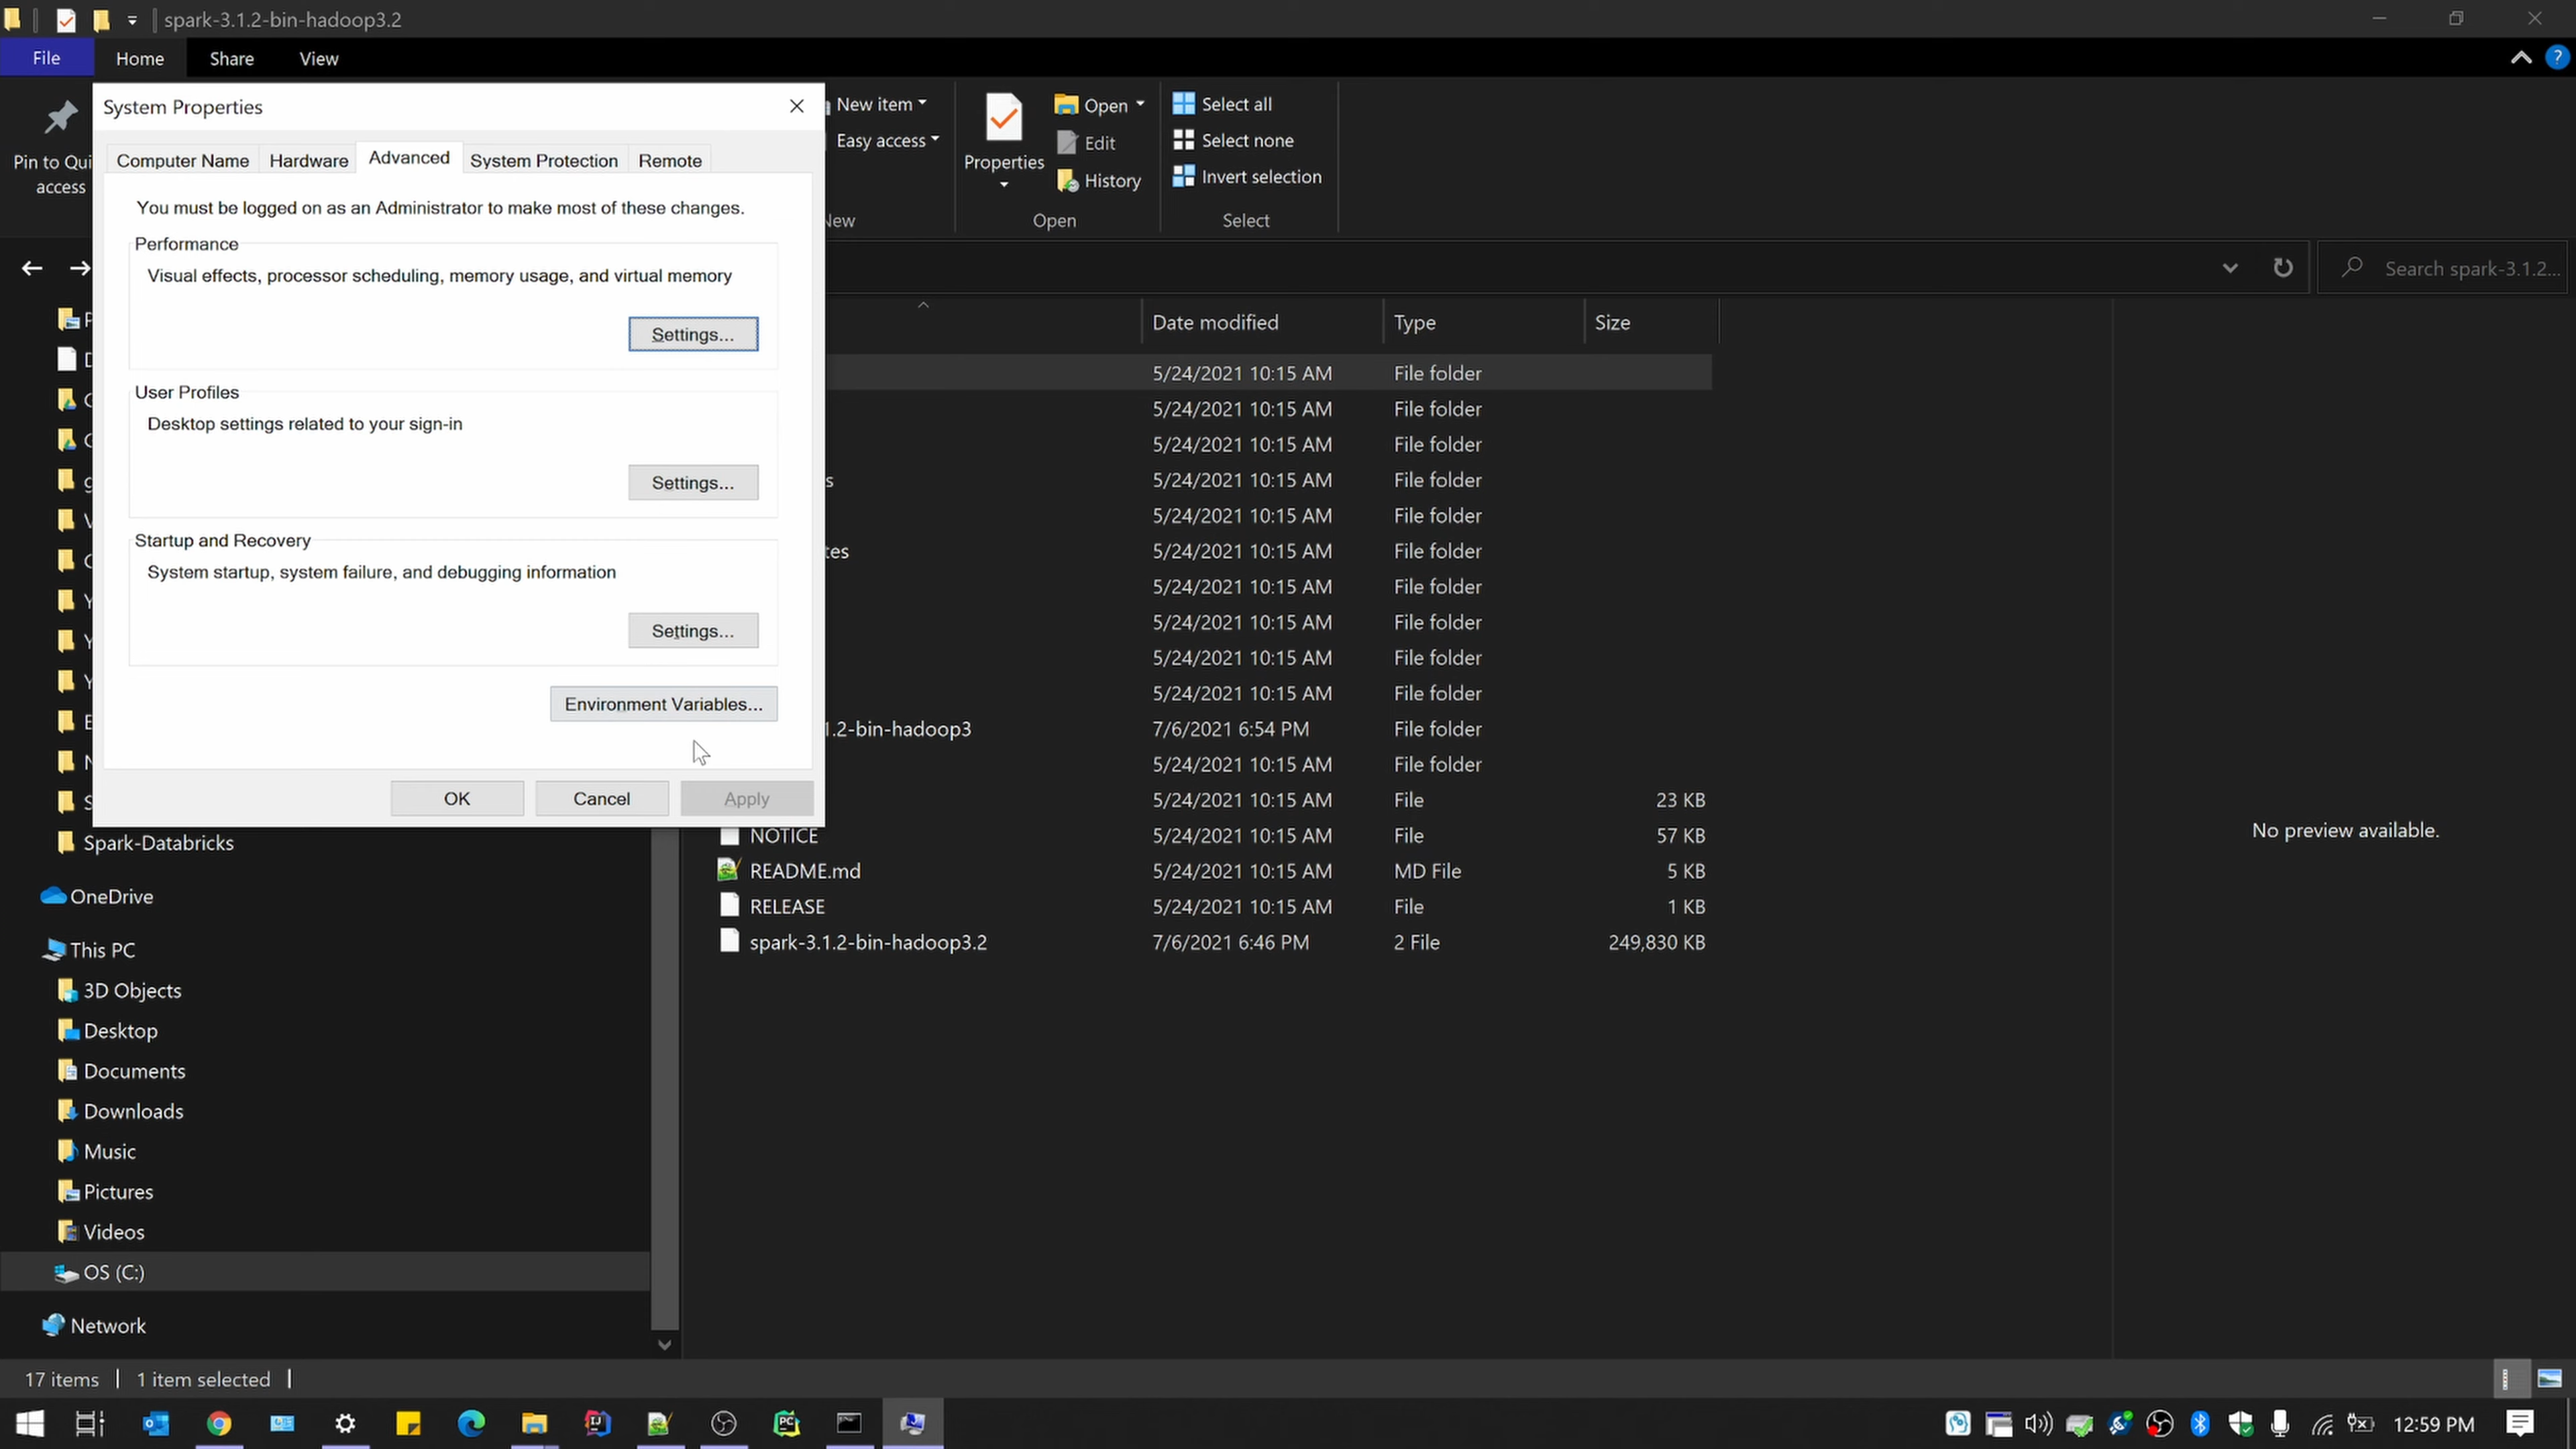 spark-3.1.2-bin-hadoop3.2
File Home Share View
System Properties
Computer Name Hardware Advanced System Protection Remote
You must be logged on as an Administrator to make most of these changes.
Performance
Visual effects, processor scheduling, memory usage, and virtual memory
Settings...
User Profiles
Desktop settings related to your sign-in
Settings...
Startup and Recovery
System startup, system failure, and debugging information
Settings...
Environment Variables...
OK Cancel Apply
Pin to Qui
access
New item
Easy access
Properties
Open
Edit
History
Open
Select all
Select none
Invert selection
Select
Search spark-3.1.2...
Date modified Type Size
5/24/2021 10:15 AM File folder
5/24/2021 10:15 AM File folder
5/24/2021 10:15 AM File folder
5/24/2021 10:15 AM File folder
5/24/2021 10:15 AM File folder
5/24/2021 10:15 AM File folder
5/24/2021 10:15 AM File folder
5/24/2021 10:15 AM File folder
5/24/2021 10:15 AM File folder
5/24/2021 10:15 AM File folder
1.2-bin-hadoop3 7/6/2021 6:54 PM File folder
5/24/2021 10:15 AM File folder
5/24/2021 10:15 AM File 23 KB
NOTICE 5/24/2021 10:15 AM File 57 KB
README.md 5/24/2021 10:15 AM MD File 5 KB
RELEASE 5/24/2021 10:15 AM File 1 KB
spark-3.1.2-bin-hadoop3.2 7/6/2021 6:46 PM 2 File 249,830 KB
No preview available.
Spark-Databricks
OneDrive
This PC
3D Objects
Desktop
Documents
Downloads
Music
Pictures
Videos
OS (C:)
Network
17 items 1 item selected
12:59 PM